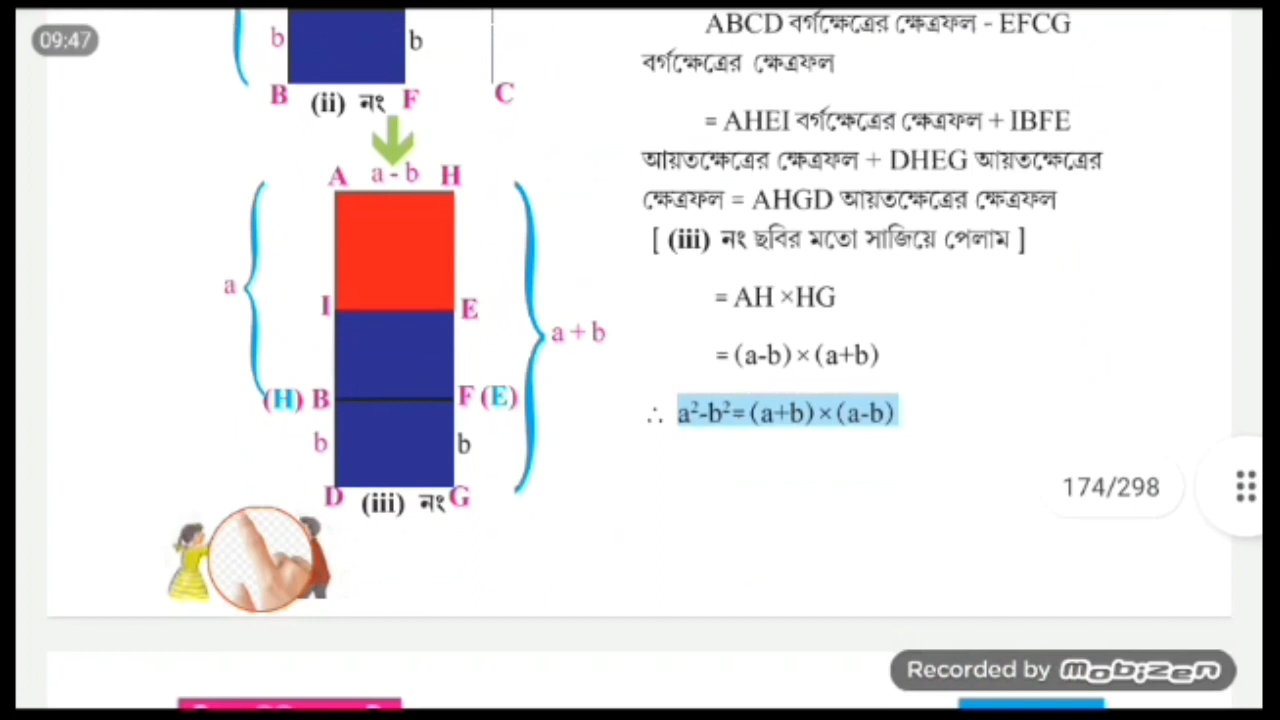 09:47
b
b
B
(ii) নং
F
C
ABCD বর্গক্ষেত্রের ক্ষেত্রফল - EFCG
বর্গক্ষেত্রের ক্ষেত্রফল
= AHEI বর্গক্ষেত্রের ক্ষেত্রফল + IBFE
আয়তক্ষেত্রের ক্ষেত্রফল + DHEG আয়তক্ষেত্রের
ক্ষেত্রফল = AHGD আয়তক্ষেত্রের ক্ষেত্রফল
[ (iii) নং ছবির মতো সাজিয়ে পেলাম ]
= AH ×HG
= (a-b) × (a+b)
∴ a²-b²= (a+b) × (a-b)
A a - b H
a
I
E
a + b
(H) B
F (E)
b
b
D (iii) নং G
174/298
Recorded by mobizen